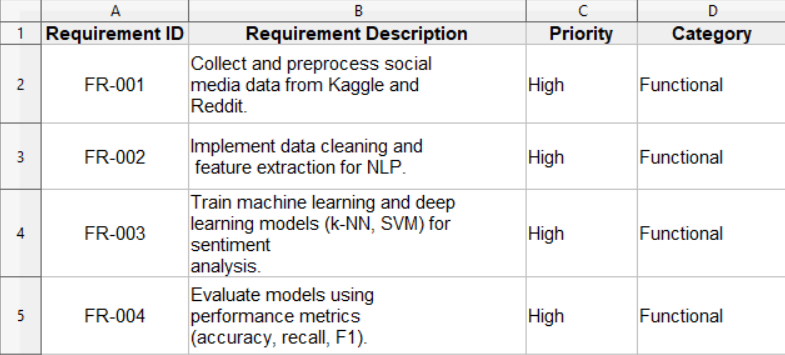 A B C D
1 Requirement ID Requirement Description Priority Category
Collect and preprocess social
2 FR-001 media data from Kaggle and High Functional
Reddit.
Implement data cleaning and
3 FR-002 High Functional
feature extraction for NLP.
Train machine learning and deep
learning models (k-NN, SVM) for
4 FR-003 High Functional
sentiment
analysis.
Evaluate models using
5 FR-004 performance metrics High Functional
(accuracy, recall, F1).